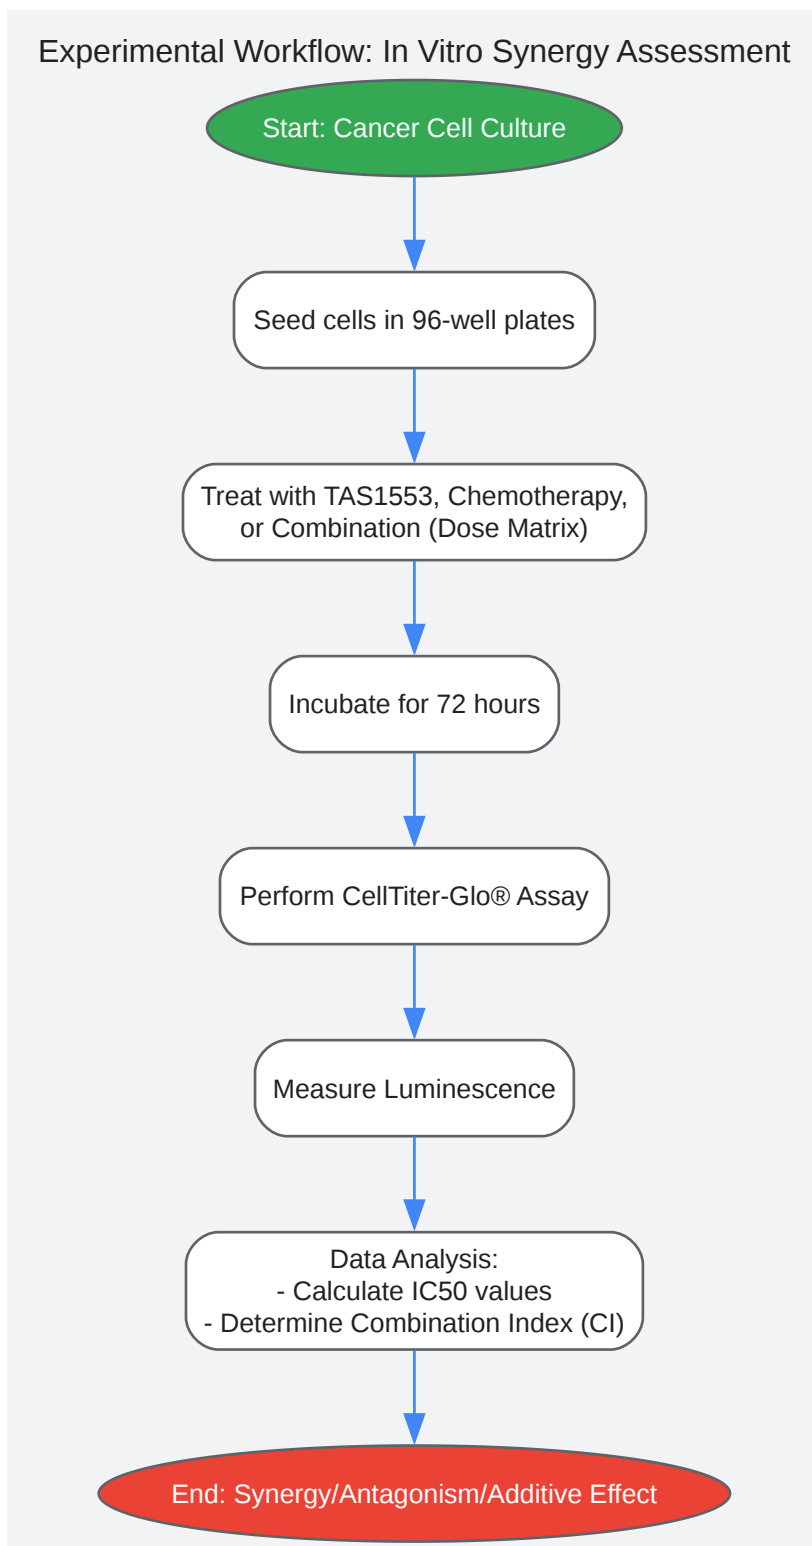 Experimental Workflow: In Vitro Synergy Assessment
Start: Cancer Cell Culture
Seed cells in 96-well plates
Treat with TAS1553, Chemotherapy,
or Combination (Dose Matrix)
Incubate for 72 hours
Perform CellTiter-Glo® Assay
Measure Luminescence
Data Analysis:
- Calculate IC50 values
- Determine Combination Index (CI)
End: Synergy/Antagonism/Additive Effect